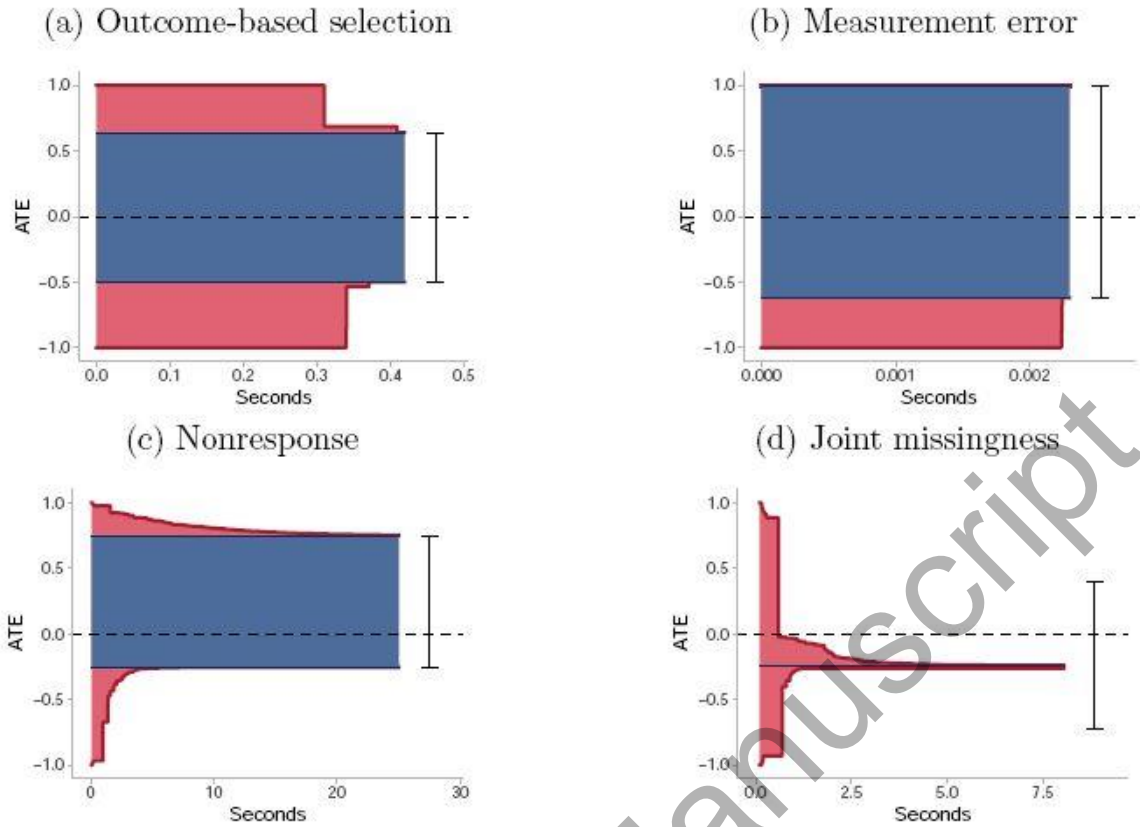 (a) Outcome-based selection
(b) Measurement error
1.0
0.5
0.0
−0.5
−1.0
ATE
0.0 0.1 0.2 0.3 0.4 0.5
Seconds
1.0
0.5
0.0
−0.5
−1.0
ATE
0.000 0.001 0.002
Seconds
(c) Nonresponse
(d) Joint missingness
1.0
0.5
0.0
−0.5
−1.0
ATE
0 10 20 30
Seconds
1.0
0.5
0.0
−0.5
−1.0
ATE
0.0 2.5 5.0 7.5
Seconds
anuscript